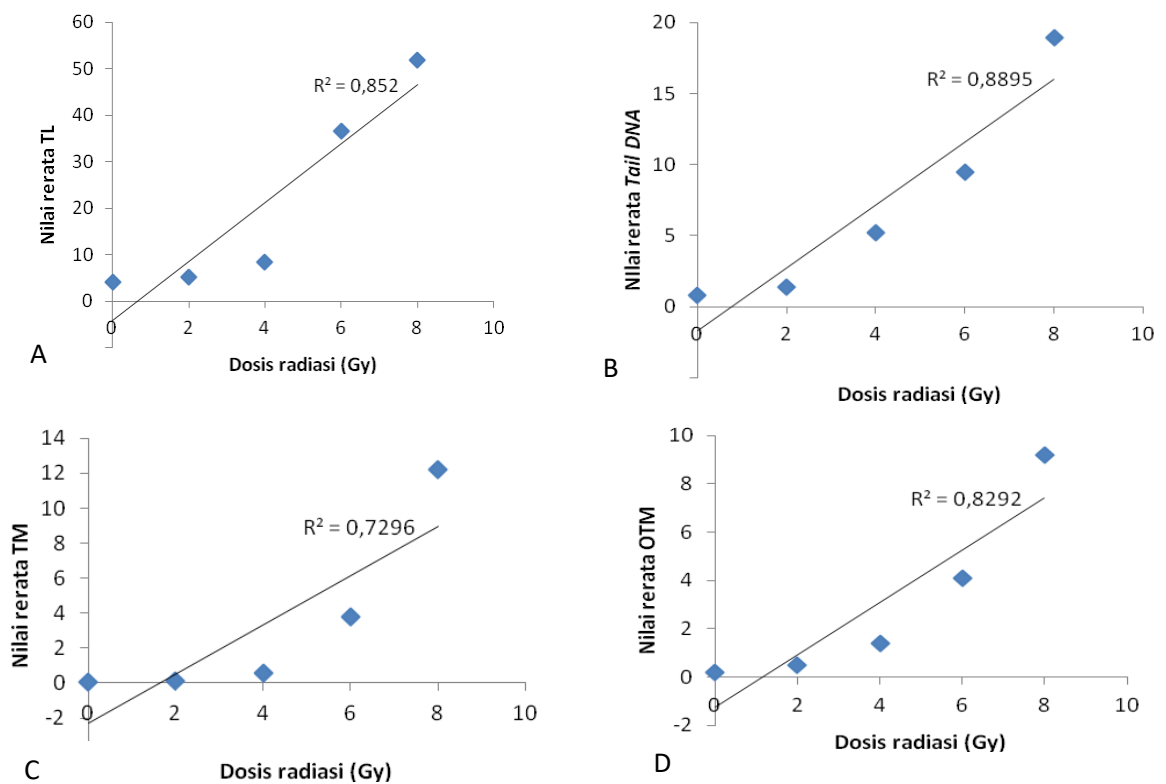 60
50
40
30
20
10
0
0 2 4 6 8 10
R² = 0,852
Nilai rerata TL
Dosis radiasi (Gy)
A
20
15
10
5
0
0 2 4 6 8 10
R² = 0,8895
NIlai rerata Tail DNA
Dosis radiasi (Gy)
B
14
12
10
8
6
4
2
0
-2
0 2 4 6 8 10
R² = 0,7296
Nilai rerata TM
Dosis radiasi (Gy)
C
10
8
6
4
2
0
-2
0 2 4 6 8 10
R² = 0,8292
Nilai rerata OTM
Dosis radiasi (Gy)
D